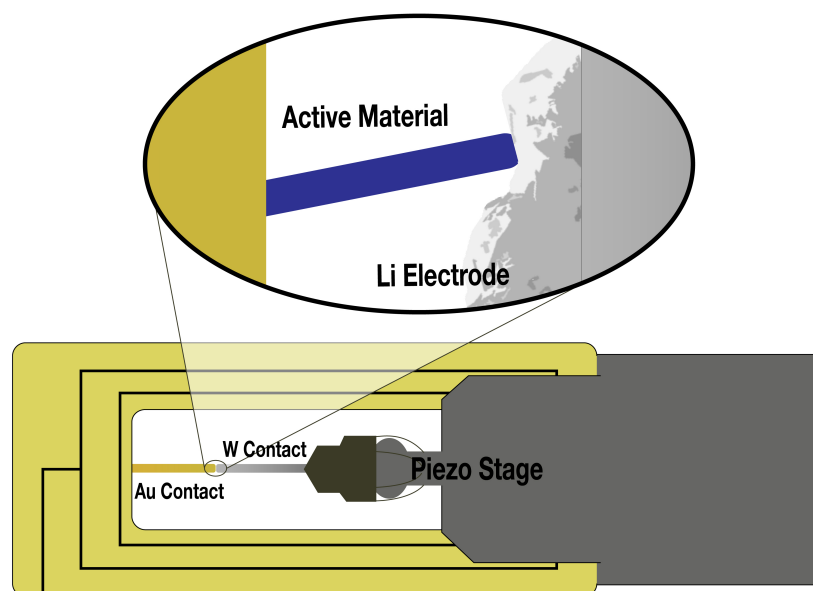 Active Material
Li Electrode
W Contact
Piezo Stage
Au Contact